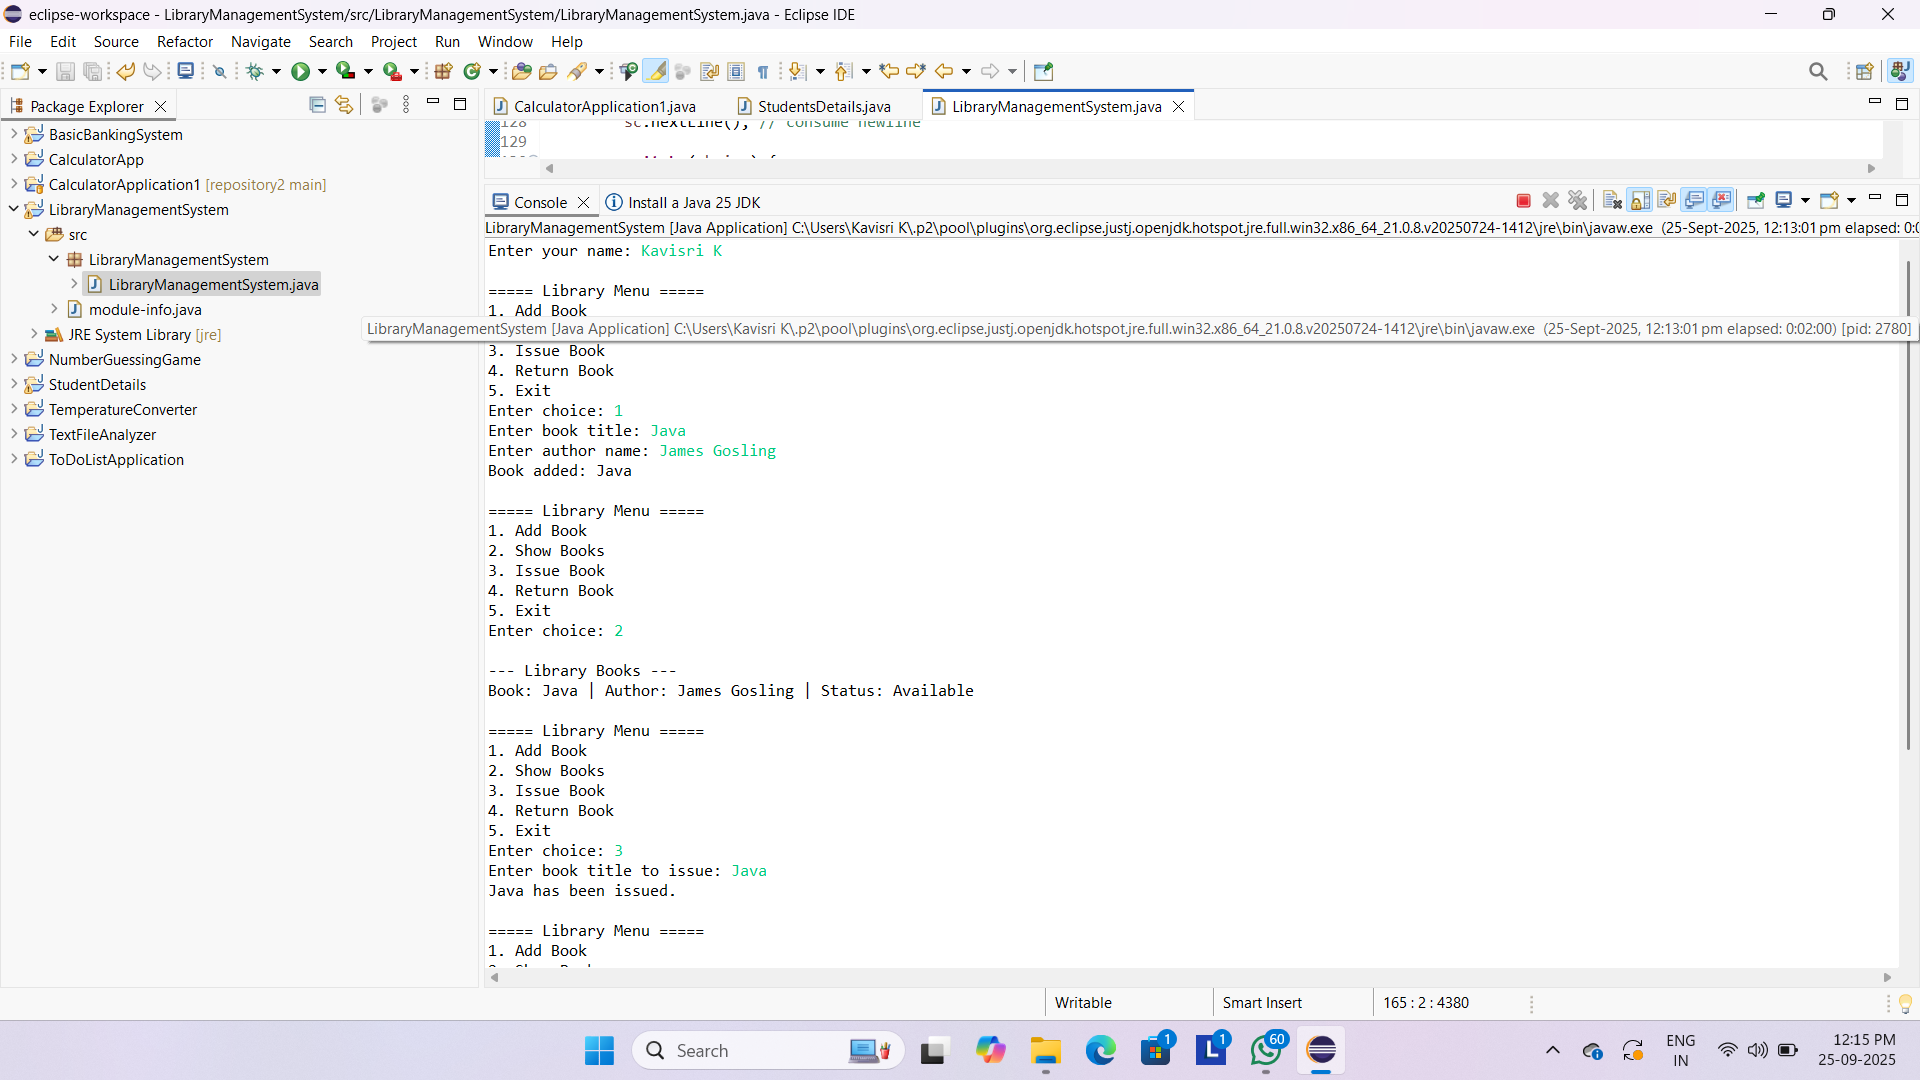 eclipse-workspace - LibraryManagementSystem/src/LibraryManagementSystem/LibraryManagementSystem.java - Eclipse IDE
File Edit Source Refactor Navigate Search Project Run Window Help
Package Explorer
BasicBankingSystem
CalculatorApp
CalculatorApplication1 [repository2 main]
LibraryManagementSystem
src
LibraryManagementSystem
LibraryManagementSystem.java
module-info.java
JRE System Library [jre]
NumberGuessingGame
StudentDetails
TemperatureConverter
TextFileAnalyzer
ToDoListApplication
CalculatorApplication1.java StudentsDetails.java LibraryManagementSystem.java
128 sc.nextLine(); // consume newline
129
Console Install a Java 25 JDK
LibraryManagementSystem [Java Application] C:\Users\Kavisri K\.p2\pool\plugins\org.eclipse.justj.openjdk.hotspot.jre.full.win32.x86_64_21.0.8.v20250724-1412\jre\bin\javaw.exe (25-Sept-2025, 12:13:01 pm elapsed: 0:0
Enter your name: Kavisri K
===== Library Menu =====
1. Add Book
LibraryManagementSystem [Java Application] C:\Users\Kavisri K\.p2\pool\plugins\org.eclipse.justj.openjdk.hotspot.jre.full.win32.x86_64_21.0.8.v20250724-1412\jre\bin\javaw.exe (25-Sept-2025, 12:13:01 pm elapsed: 0:02:00) [pid: 2780]
3. Issue Book
4. Return Book
5. Exit
Enter choice: 1
Enter book title: Java
Enter author name: James Gosling
Book added: Java
===== Library Menu =====
1. Add Book
2. Show Books
3. Issue Book
4. Return Book
5. Exit
Enter choice: 2
--- Library Books ---
Book: Java | Author: James Gosling | Status: Available
===== Library Menu =====
1. Add Book
2. Show Books
3. Issue Book
4. Return Book
5. Exit
Enter choice: 3
Enter book title to issue: Java
Java has been issued.
===== Library Menu =====
1. Add Book
Writable Smart Insert 165 : 2 : 4380
Search
1
1
60
ENG
IN
12:15 PM
25-09-2025